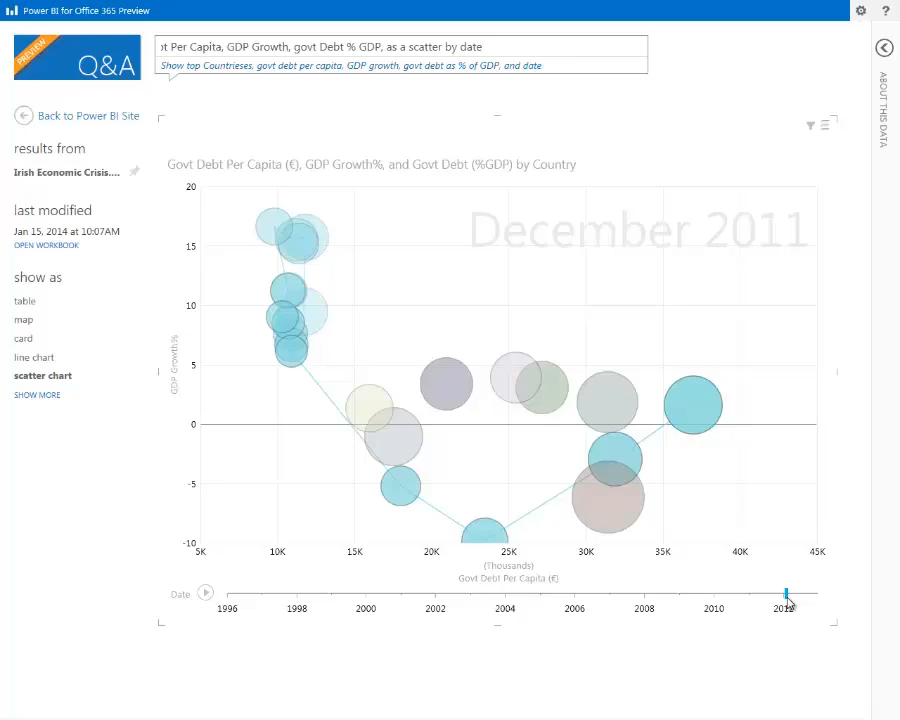 Power BI for Office 365 Preview
?
PREVIEW
Q&A
ot Per Capita, GDP Growth, govt Debt % GDP, as a scatter by date
Show top Countrieses, govt debt per capita, GDP growth, govt debt as % of GDP, and date
ABOUT THIS DATA
Back to Power BI Site
results from
Irish Economic Crisis....
last modified
Jan 15, 2014 at 10:07AM
OPEN WORKBOOK
show as
table
map
card
line chart
scatter chart
SHOW MORE
Govt Debt Per Capita (€), GDP Growth%, and Govt Debt (%GDP) by Country
December 2011
GDP Growth%
20
15
10
5
0
-5
-10
5K 10K 15K 20K 25K 30K 35K 40K 45K
(Thousands)
Govt Debt Per Capita (€)
Date
1996 1998 2000 2002 2004 2006 2008 2010 2012